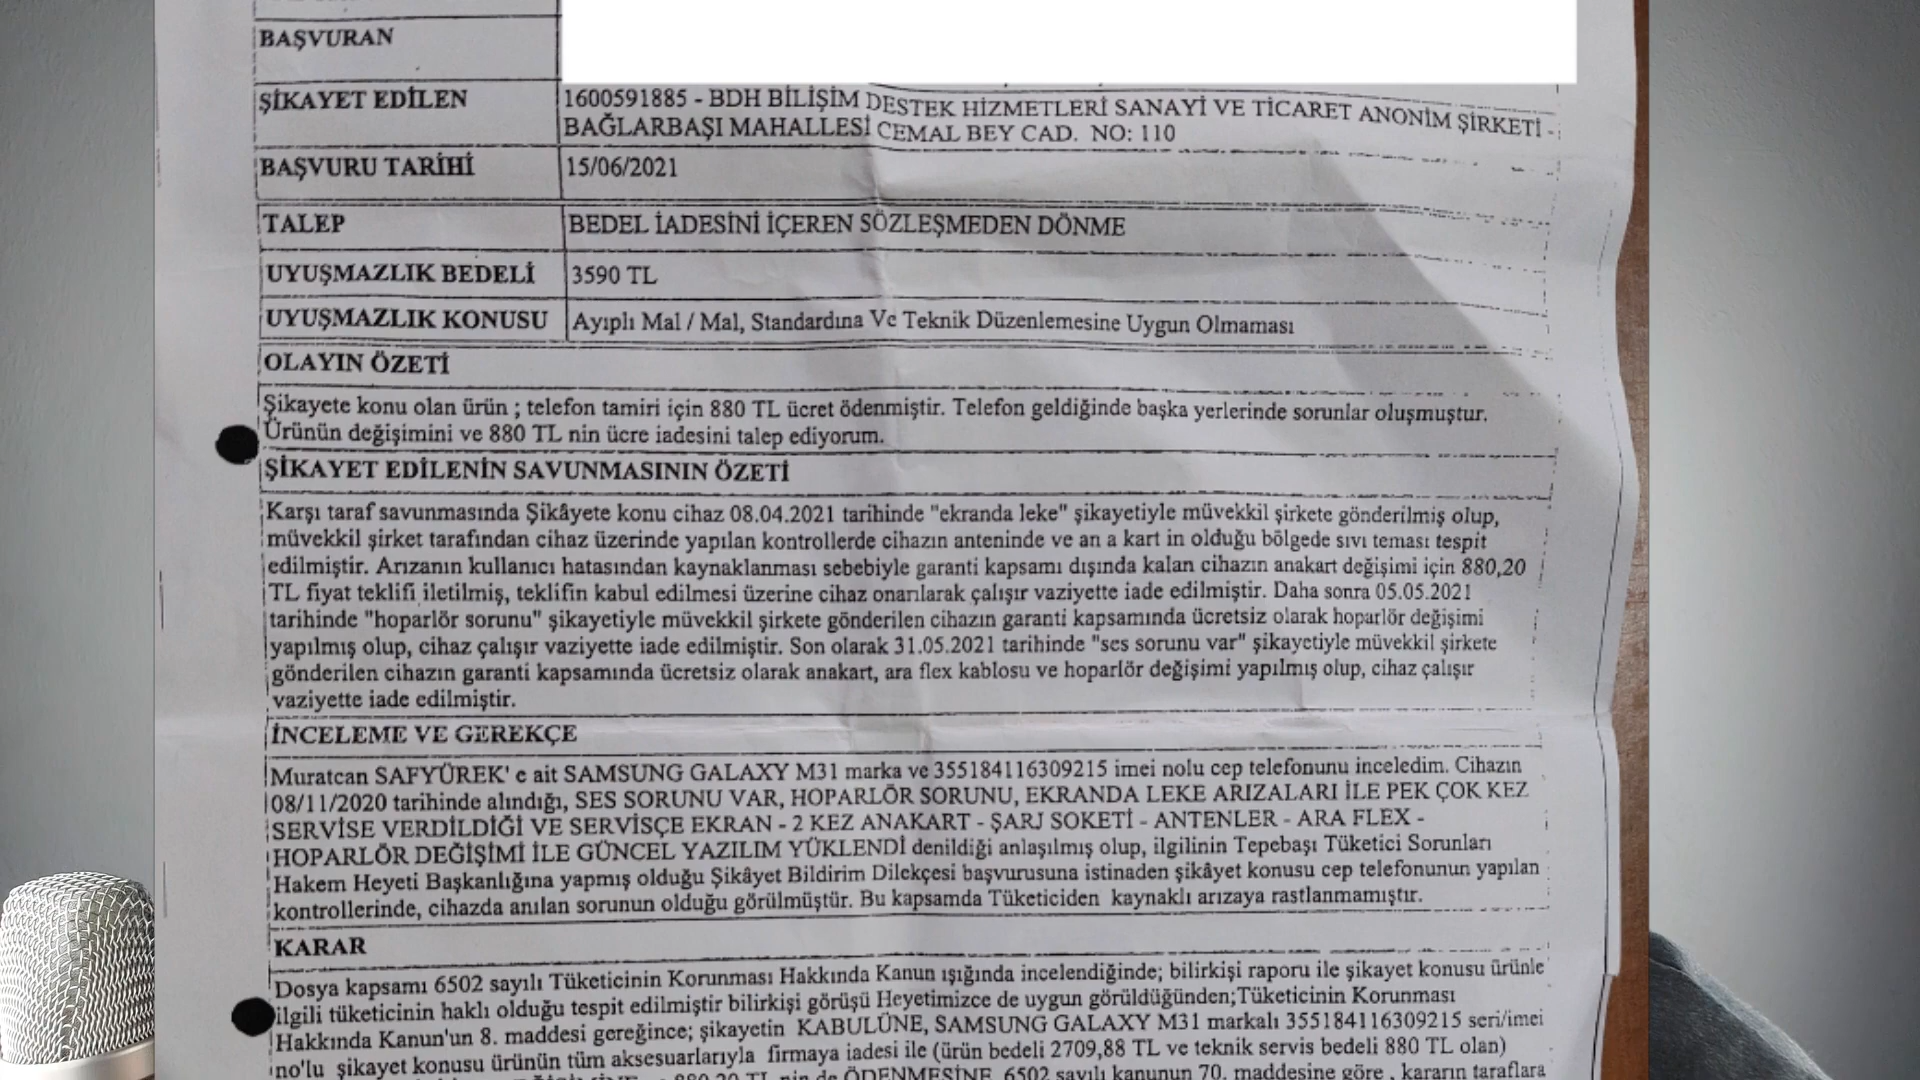 BAŞVURAN
ŞİKAYET EDİLEN 1600591885 - BDH BİLİŞİM DESTEK HİZMETLERİ SANAYİ VE TİCARET ANONİM ŞİRKETİ -
BAĞLARBAŞI MAHALLESİ CEMAL BEY CAD. NO: 110
BAŞVURU TARİHİ 15/06/2021
TALEP BEDEL İADESİNİ İÇEREN SÖZLEŞMEDEN DÖNME
UYUŞMAZLIK BEDELİ 3590 TL
UYUŞMAZLIK KONUSU Ayıplı Mal / Mal, Standardına Ve Teknik Düzenlemesine Uygun Olmaması
OLAYIN ÖZETİ
Şikayete konu olan ürün ; telefon tamiri için 880 TL ücret ödenmiştir. Telefon geldiğinde başka yerlerinde sorunlar oluşmuştur.
Ürünün değişimini ve 880 TL nin ücre iadesini talep ediyorum.
ŞİKAYET EDİLENİN SAVUNMASININ ÖZETİ
Karşı taraf savunmasında Şikâyete konu cihaz 08.04.2021 tarihinde "ekranda leke" şikayetiyle müvekkil şirkete gönderilmiş olup,
müvekkil şirket tarafından cihaz üzerinde yapılan kontrollerde cihazın anteninde ve an a kart in olduğu bölgede sıvı teması tespit
edilmiştir. Arızanın kullanıcı hatasından kaynaklanması sebebiyle garanti kapsamı dışında kalan cihazın anakart değişimi için 880,20
TL fiyat teklifi iletilmiş, teklifin kabul edilmesi üzerine cihaz onarılarak çalışır vaziyette iade edilmiştir. Daha sonra 05.05.2021
tarihinde "hoparlör sorunu" şikayetiyle müvekkil şirkete gönderilen cihazın garanti kapsamında ücretsiz olarak hoparlör değişimi
yapılmış olup, cihaz çalışır vaziyette iade edilmiştir. Son olarak 31.05.2021 tarihinde "ses sorunu var" şikayetiyle müvekkil şirkete
gönderilen cihazın garanti kapsamında ücretsiz olarak anakart, ara flex kablosu ve hoparlör değişimi yapılmış olup, cihaz çalışır
vaziyette iade edilmiştir.
İNCELEME VE GEREKÇE
Muratcan SAFYÜREK' e ait SAMSUNG GALAXY M31 marka ve 355184116309215 imei nolu cep telefonunu inceledim. Cihazın
08/11/2020 tarihinde alındığı, SES SORUNU VAR, HOPARLÖR SORUNU, EKRANDA LEKE ARIZALARI İLE PEK ÇOK KEZ
SERVİSE VERDİLDİĞİ VE SERVİSÇE EKRAN - 2 KEZ ANAKART - ŞARJ SOKETİ - ANTENLER - ARA FLEX -
HOPARLÖR DEĞİŞİMİ İLE GÜNCEL YAZILIM YÜKLENDİ denildiği anlaşılmış olup, ilgilinin Tepebaşı Tüketici Sorunları
Hakem Heyeti Başkanlığına yapmış olduğu Şikâyet Bildirim Dilekçesi başvurusuna istinaden şikâyet konusu cep telefonunun yapılan
kontrollerinde, cihazda anılan sorunun olduğu görülmüştür. Bu kapsamda Tüketiciden kaynaklı arızaya rastlanmamıştır.
KARAR
Dosya kapsamı 6502 sayılı Tüketicinin Korunması Hakkında Kanun ışığında incelendiğinde; bilirkişi raporu ile şikayet konusu ürünle
ilgili tüketicinin haklı olduğu tespit edilmiştir bilirkişi görüşü Heyetimizce de uygun görüldüğünden;Tüketicinin Korunması
Hakkında Kanun'un 8. maddesi gereğince; şikayetin KABULÜNE, SAMSUNG GALAXY M31 markalı 355184116309215 seri/imei
no'lu şikayet konusu ürünün tüm aksesuarlarıyla firmaya iadesi ile (ürün bedeli 2709,88 TL ve teknik servis bedeli 880 TL olan)
880,20 TL nin de ÖDENMESİNE, 6502 sayılı kanunun 70. maddesine göre , kararın taraflara